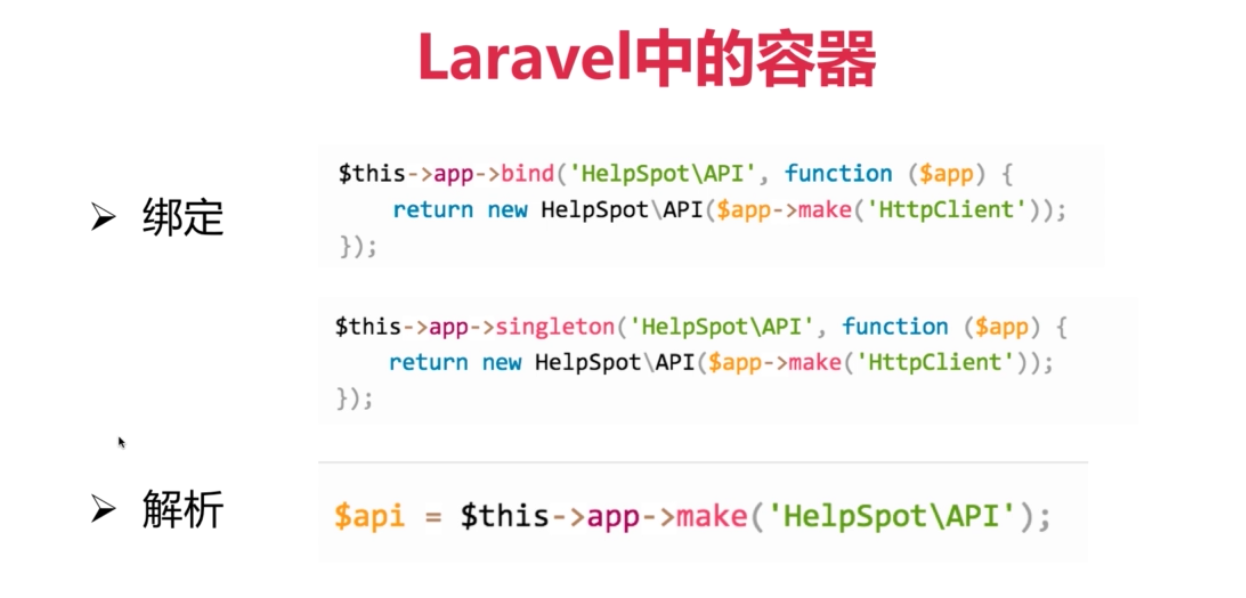 Laravel中的容器
绑定
$this->app->bind('HelpSpot\API', function ($app) {
    return new HelpSpot\API($app->make('HttpClient'));
});
$this->app->singleton('HelpSpot\API', function ($app) {
    return new HelpSpot\API($app->make('HttpClient'));
});
解析
$api = $this->app->make('HelpSpot\API');